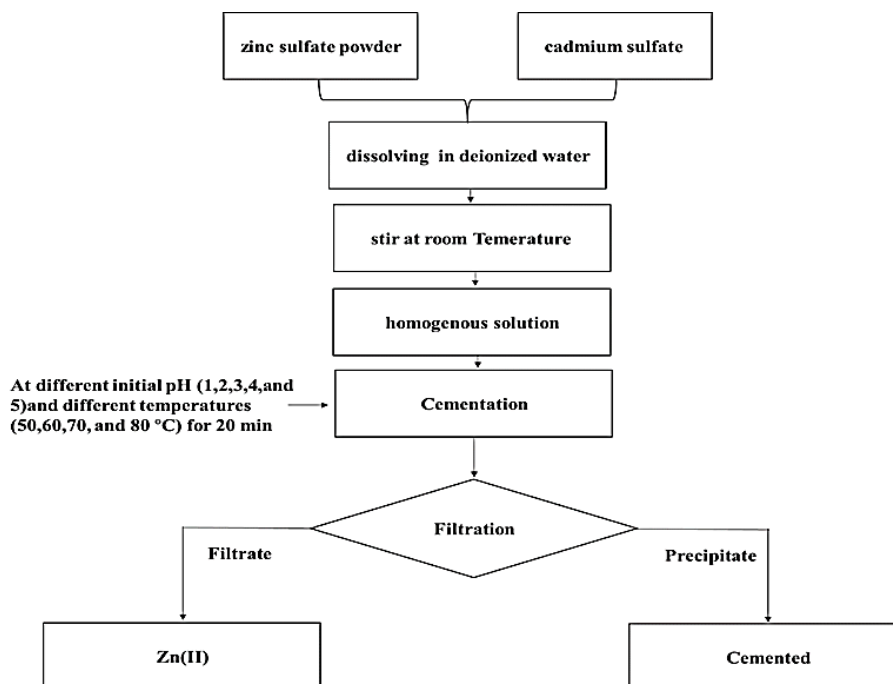 zinc sulfate powder
cadmium sulfate
dissolving in deionized water
stir at room Temerature
homogenous solution
At different initial pH (1,2,3,4,and
5)and different temperatures
(50,60,70, and 80 °C) for 20 min
Cementation
Filtration
Filtrate
Precipitate
Zn(II)
Cemented